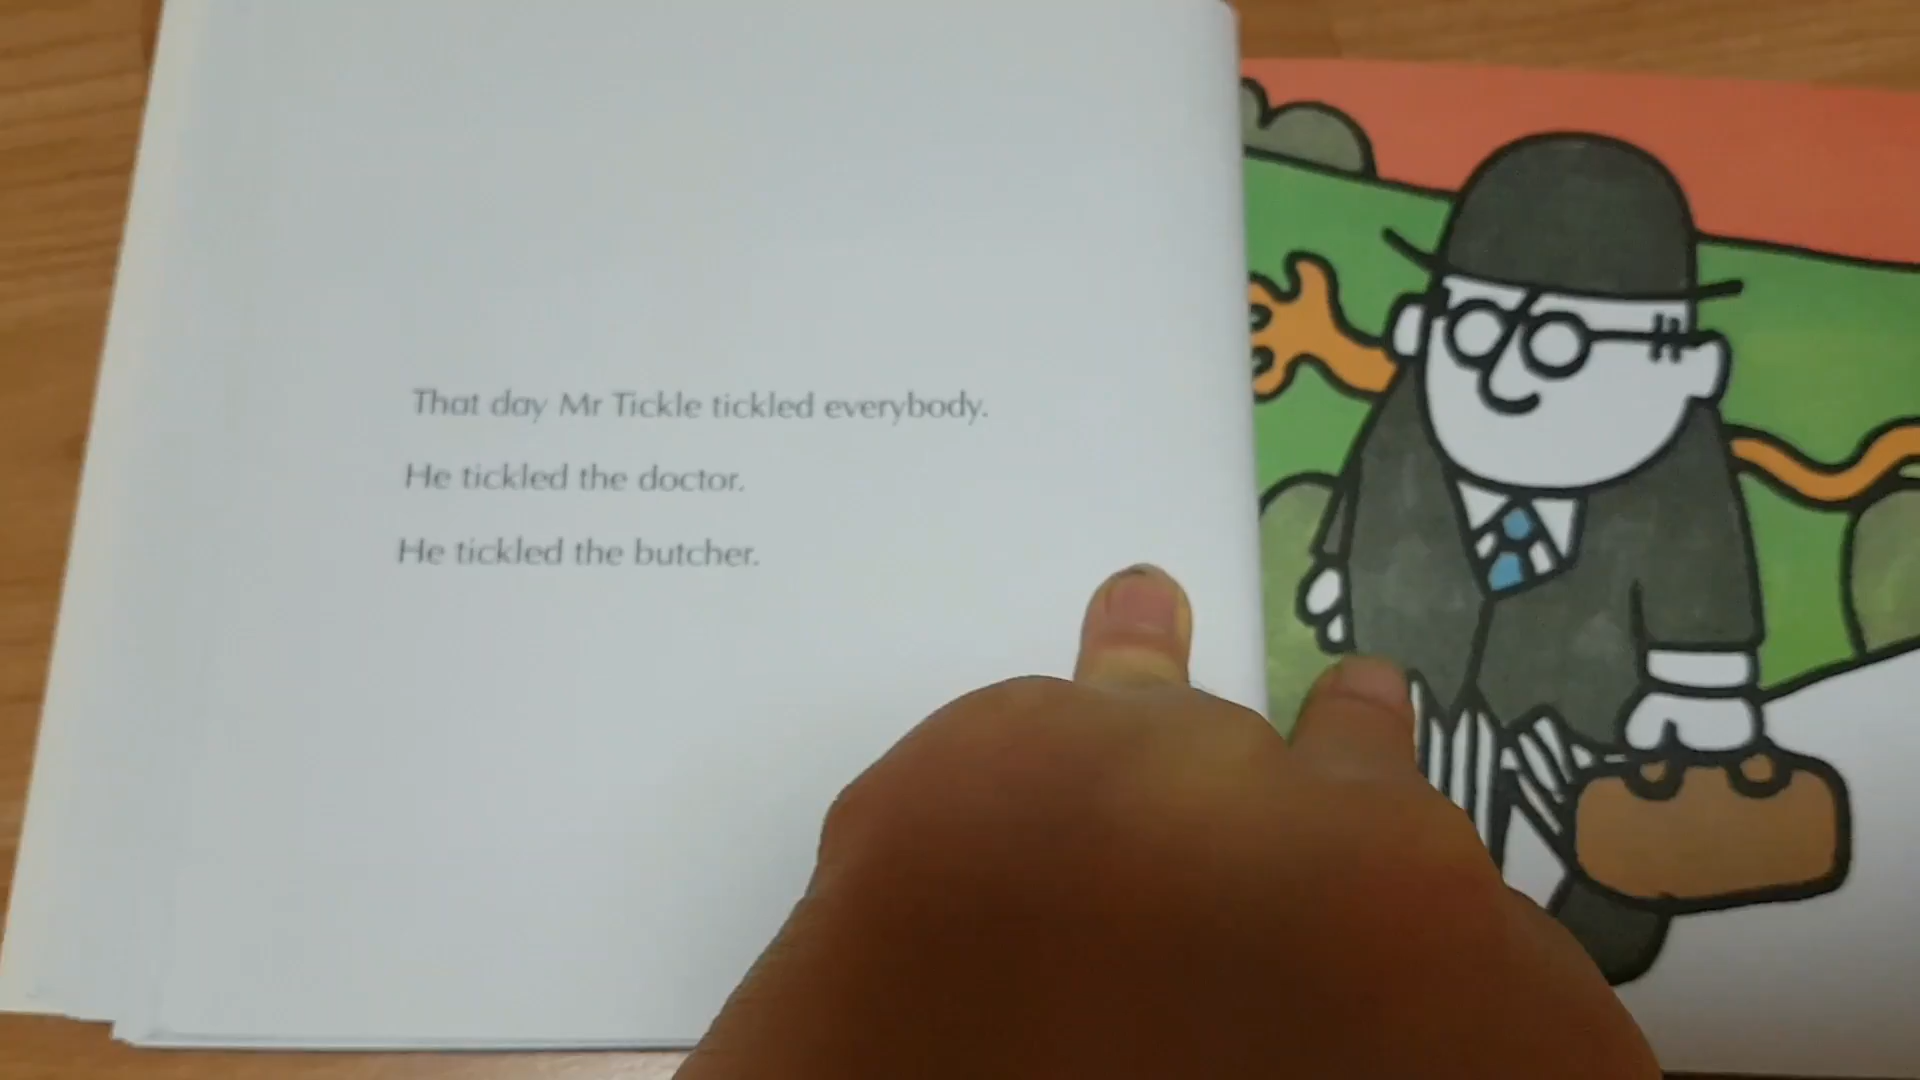 That day Mr Tickle tickled everybody.
He tickled the doctor.
He tickled the butcher.